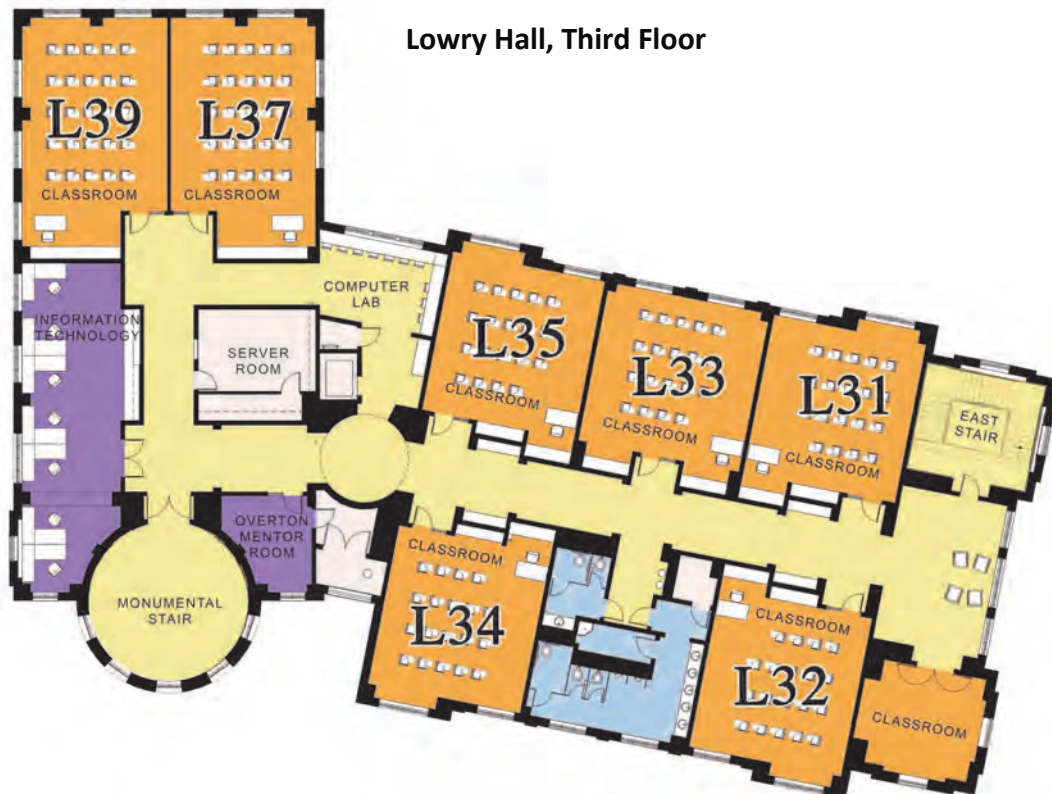 Lowry Hall, Third Floor
L39
CLASSROOM
L37
CLASSROOM
INFORMATION
TECHNOLOGY
COMPUTER
LAB
SERVER
ROOM
L35
CLASSROOM
L33
CLASSROOM
L31
CLASSROOM
EAST
STAIR
OVERTON
MENTOR
ROOM
MONUMENTAL
STAIR
CLASSROOM
L34
CLASSROOM
L32
CLASSROOM